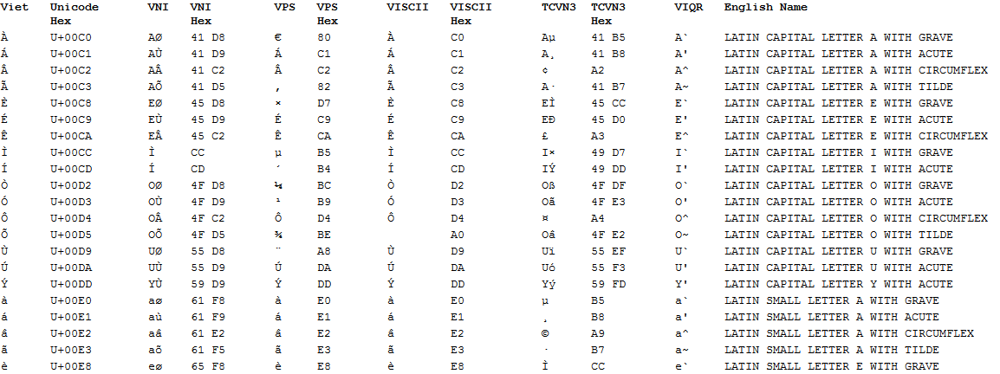 Viet Unicode Hex VNI VNI Hex VPS VPS Hex VISCII VISCII Hex TCVN3 TCVN3 Hex VIQR English Name
À U+00C0 AØ 41 D8 € 80 À C0 Aµ 41 B5 A` LATIN CAPITAL LETTER A WITH GRAVE
Á U+00C1 AÙ 41 D9 Á C1 Á C1 A¸ 41 B8 A' LATIN CAPITAL LETTER A WITH ACUTE
 U+00C2 A 41 C2  C2  C2 ¢ A2 A^ LATIN CAPITAL LETTER A WITH CIRCUMFLEX
à U+00C3 AÕ 41 D5 ‚ 82 à C3 A· 41 B7 A~ LATIN CAPITAL LETTER A WITH TILDE
È U+00C8 EØ 45 D8 × D7 È C8 EÌ 45 CC E` LATIN CAPITAL LETTER E WITH GRAVE
É U+00C9 EÙ 45 D9 É C9 É C9 EÐ 45 D0 E' LATIN CAPITAL LETTER E WITH ACUTE
Ê U+00CA EÂ 45 C2 Ê CA Ê CA £ A3 E^ LATIN CAPITAL LETTER E WITH CIRCUMFLEX
Ì U+00CC Ì CC µ B5 Ì CC I× 49 D7 I` LATIN CAPITAL LETTER I WITH GRAVE
Í U+00CD Í CD ´ B4 Í CD IÝ 49 DD I' LATIN CAPITAL LETTER I WITH ACUTE
Ò U+00D2 OØ 4F D8 ¼ BC Ò D2 Oß 4F DF O` LATIN CAPITAL LETTER O WITH GRAVE
Ó U+00D3 OÙ 4F D9 ¹ B9 Ó D3 Oã 4F E3 O' LATIN CAPITAL LETTER O WITH ACUTE
Ô U+00D4 OÂ 4F C2 Ô D4 Ô D4 ¤ A4 O^ LATIN CAPITAL LETTER O WITH CIRCUMFLEX
Õ U+00D5 OÕ 4F D5 ¾ BE A0 Oâ 4F E2 O~ LATIN CAPITAL LETTER O WITH TILDE
Ù U+00D9 UØ 55 D8 ¨ A8 Ù D9 Uï 55 EF U` LATIN CAPITAL LETTER U WITH GRAVE
Ú U+00DA UÙ 55 D9 Ú DA Ú DA Uó 55 F3 U' LATIN CAPITAL LETTER U WITH ACUTE
Ý U+00DD YÙ 59 D9 Ý DD Ý DD Yý 59 FD Y' LATIN CAPITAL LETTER Y WITH ACUTE
à U+00E0 aø 61 F8 à E0 à E0 µ B5 a` LATIN SMALL LETTER A WITH GRAVE
á U+00E1 aù 61 F9 á E1 á E1 ¸ B8 a' LATIN SMALL LETTER A WITH ACUTE
â U+00E2 aâ 61 E2 â E2 â E2 © A9 a^ LATIN SMALL LETTER A WITH CIRCUMFLEX
ã U+00E3 aõ 61 F5 ã E3 ã E3 · B7 a~ LATIN SMALL LETTER A WITH TILDE
è U+00E8 eø 65 F8 è E8 è E8 Ì CC e` LATIN SMALL LETTER E WITH GRAVE